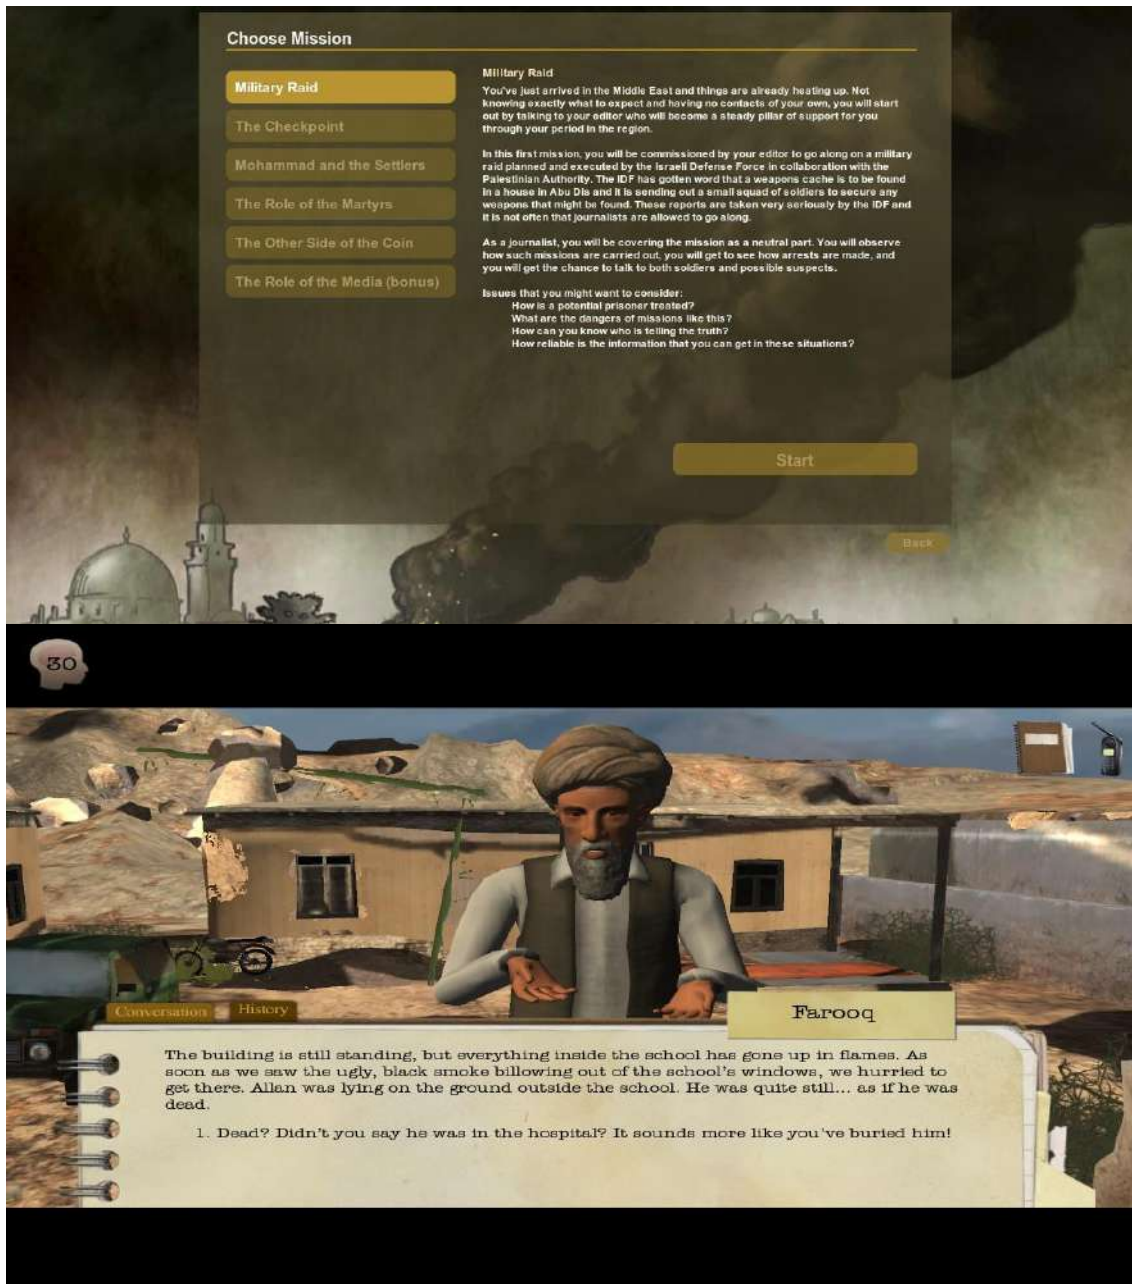 Choose Mission
Military Raid
The Checkpoint
Mohammad and the Settlers
The Role of the Martyrs
The Other Side of the Coin
The Role of the Media (bonus)
Military Raid
You've just arrived in the Middle East and things are already heating up. Not
knowing exactly what to expect and having no contacts of your own, you will start
out by talking to your editor who will become a steady pillar of support for you
through your period in the region.
In this first mission, you will be commissioned by your editor to go along on a military
raid planned and executed by the Israeli Defense Force in collaboration with the
Palestinian Authority. The IDF has gotten word that a weapons cache is to be found
in a house in Abu Dis and it is sending out a small squad of soldiers to secure any
weapons that might be found. These reports are taken very seriously by the IDF and
it is not often that journalists are allowed to go along.
As a journalist, you will be covering the mission as a neutral part. You will observe
how such missions are carried out, you will get to see how arrests are made, and
you will get the chance to talk to both soldiers and possible suspects.
Issues that you might want to consider:
How is a potential prisoner treated?
What are the dangers of missions like this?
How can you know who is telling the truth?
How reliable is the information that you can get in these situations?
Start
Back
30
Conversation
History
Farooq
The building is still standing, but everything inside the school has gone up in flames. As
soon as we saw the ugly, black smoke billowing out of the school's windows, we hurried to
get there. Allan was lying on the ground outside the school. He was quite still... as if he was
dead.
1. Dead? Didn't you say he was in the hospital? It sounds more like you've buried him!